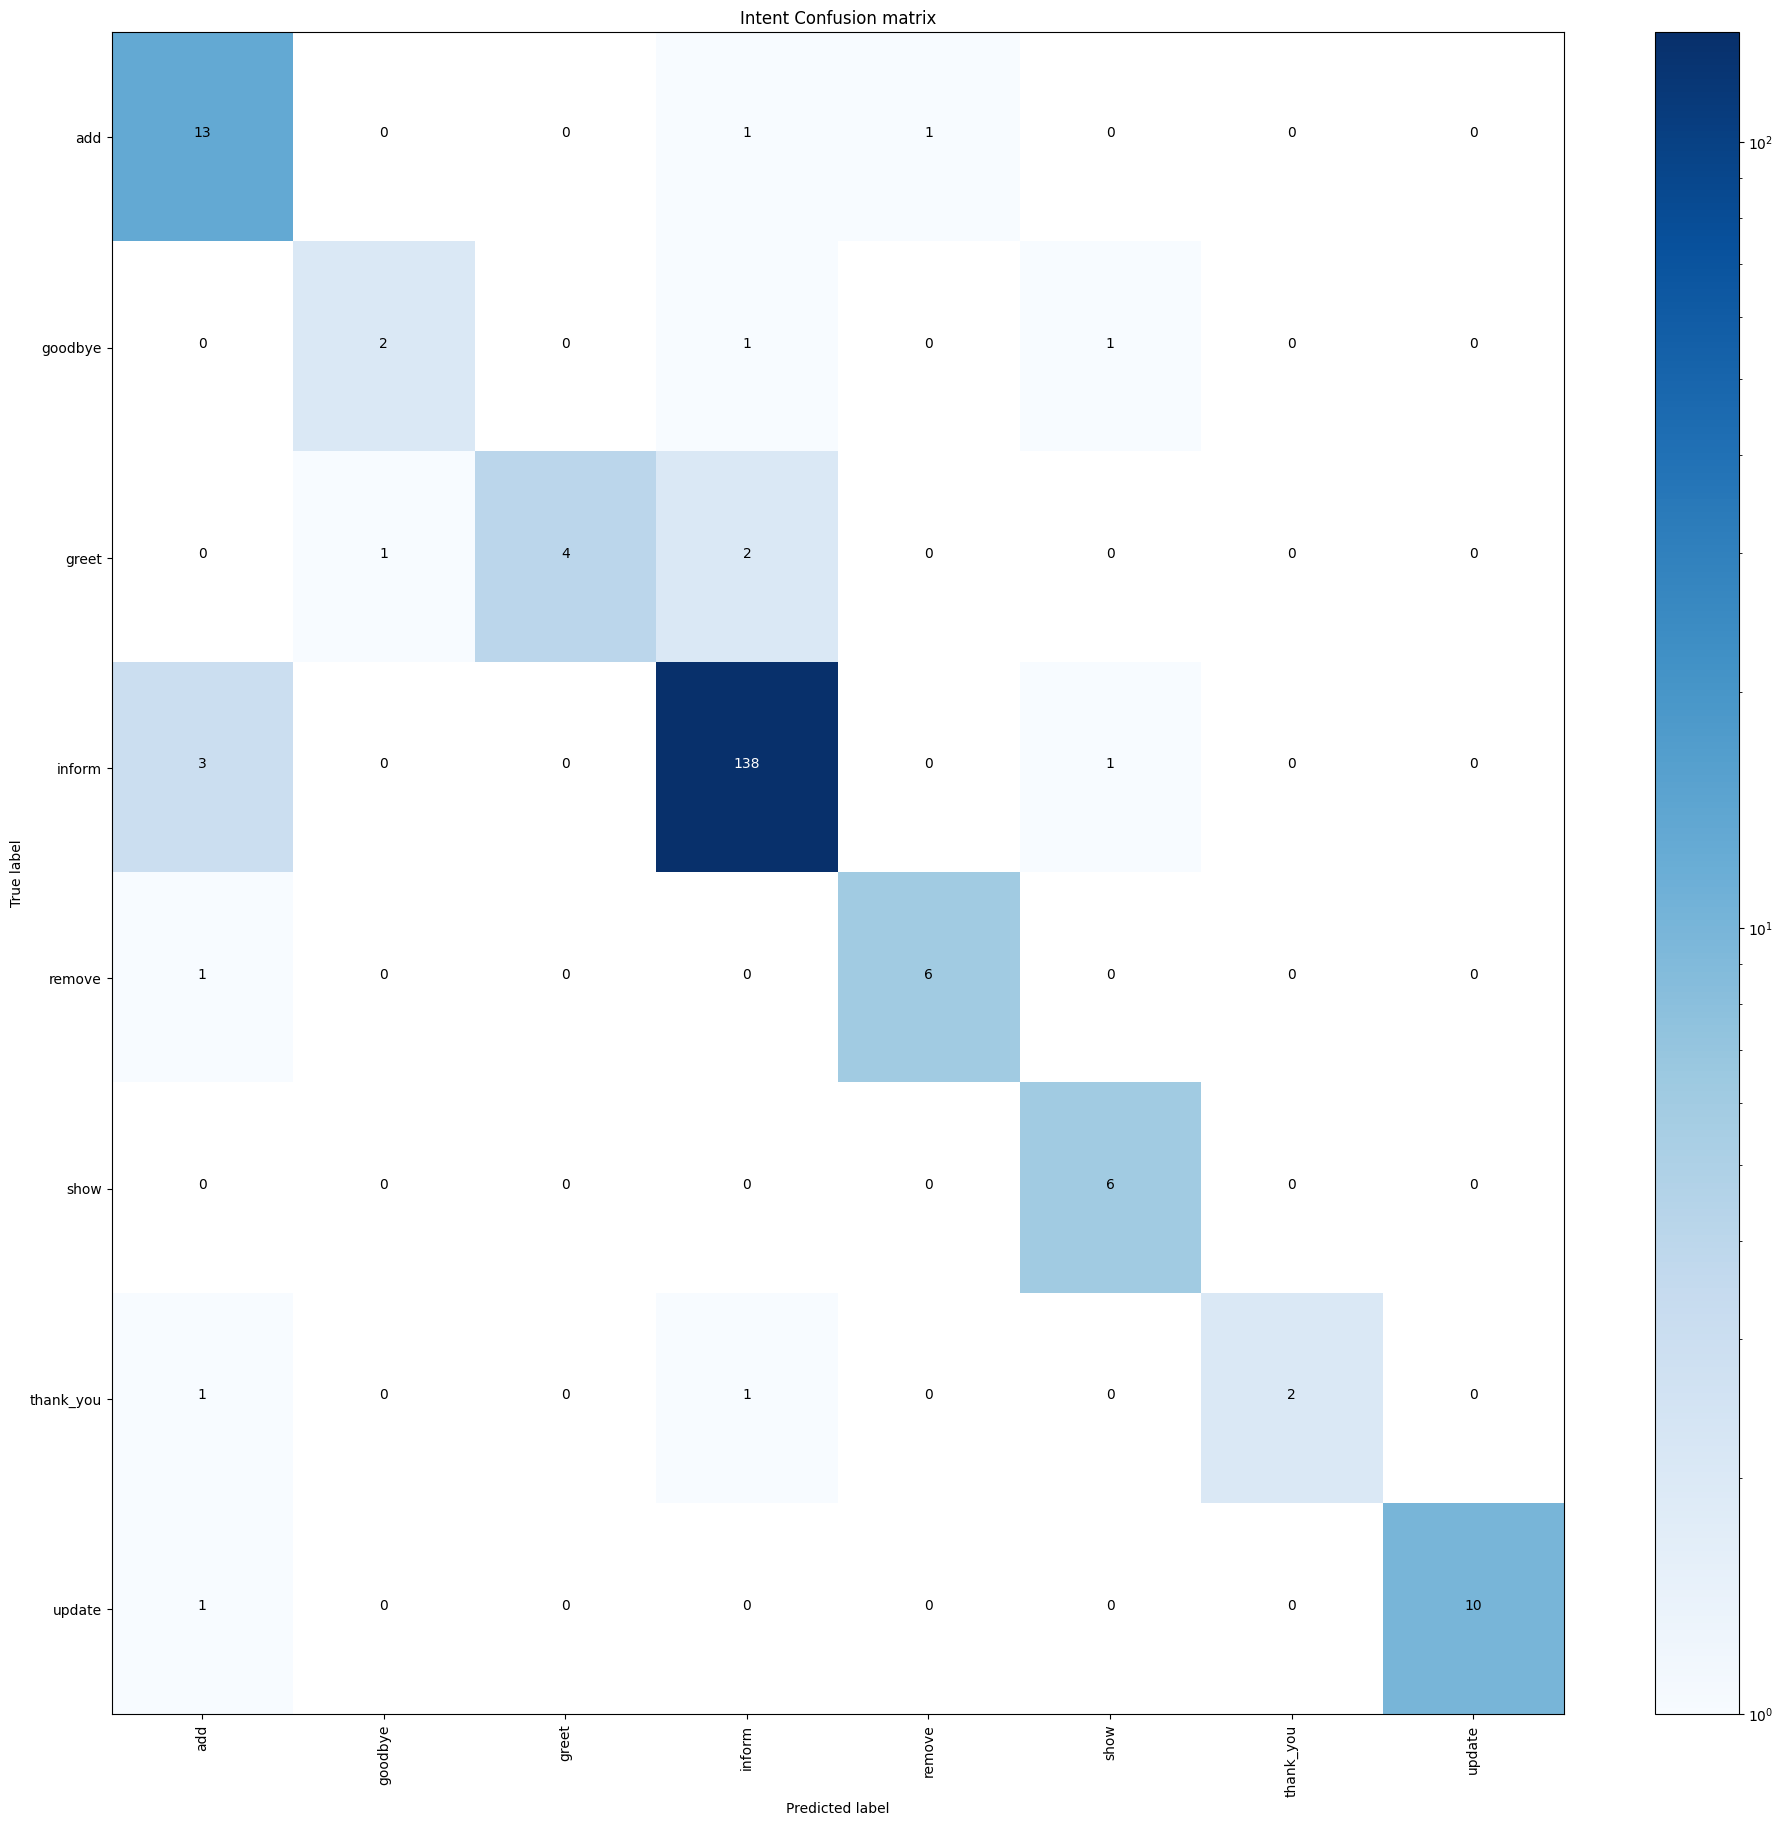 Intent Confusion matrix
add 13 0 0 1 1 0 0 0
goodbye 0 2 0 1 0 1 0 0
greet 0 1 4 2 0 0 0 0
inform 3 0 0 138 0 1 0 0
remove 1 0 0 0 6 0 0 0
show 0 0 0 0 0 6 0 0
thank_you 1 0 0 1 0 0 2 0
update 1 0 0 0 0 0 0 10
True label
add goodbye greet inform remove show thank_you update
Predicted label
10²
10¹
10⁰